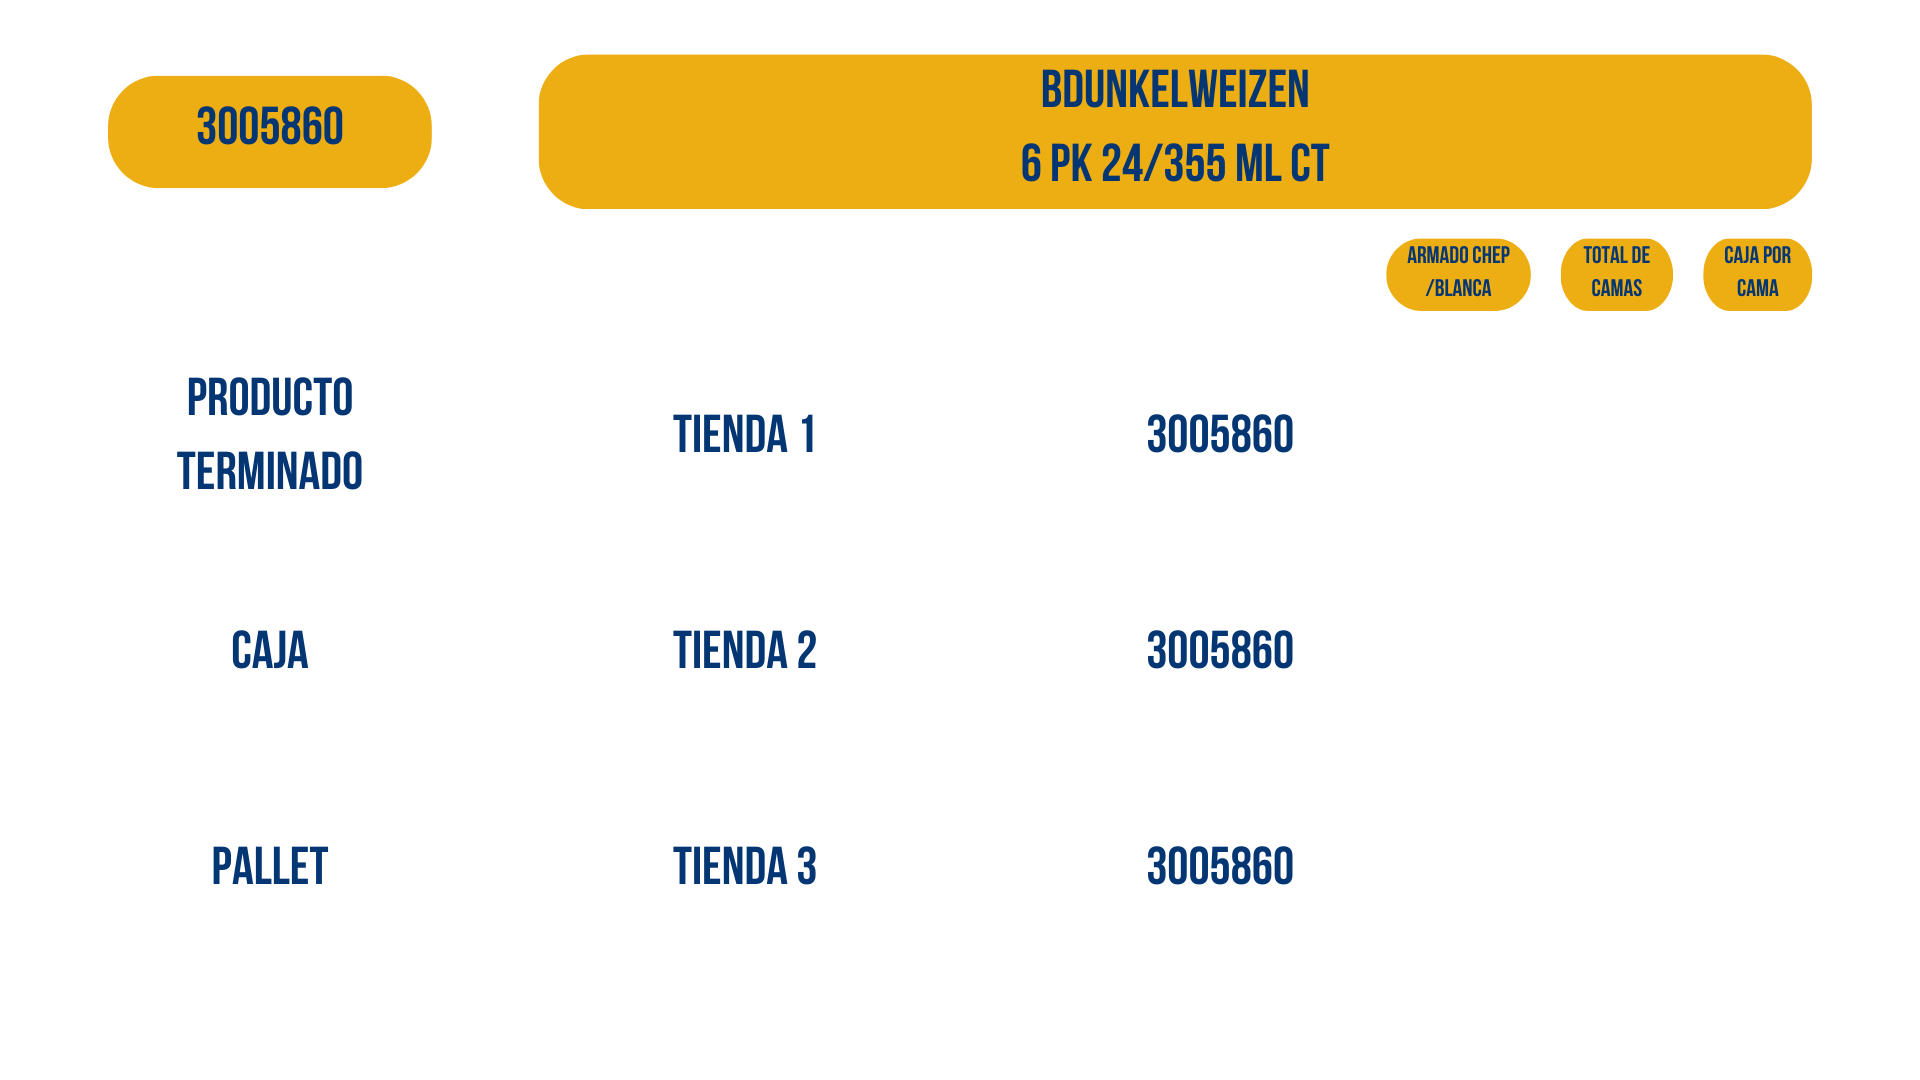 3005860
BDUNKELWEIZEN
6 PK 24/355 ML CT
ARMADO CHEP
/BLANCA
TOTAL DE
CAMAS
CAJA POR
CAMA
PRODUCTO
TERMINADO
TIENDA 1
3005860
CAJA
TIENDA 2
3005860
PALLET
TIENDA 3
3005860